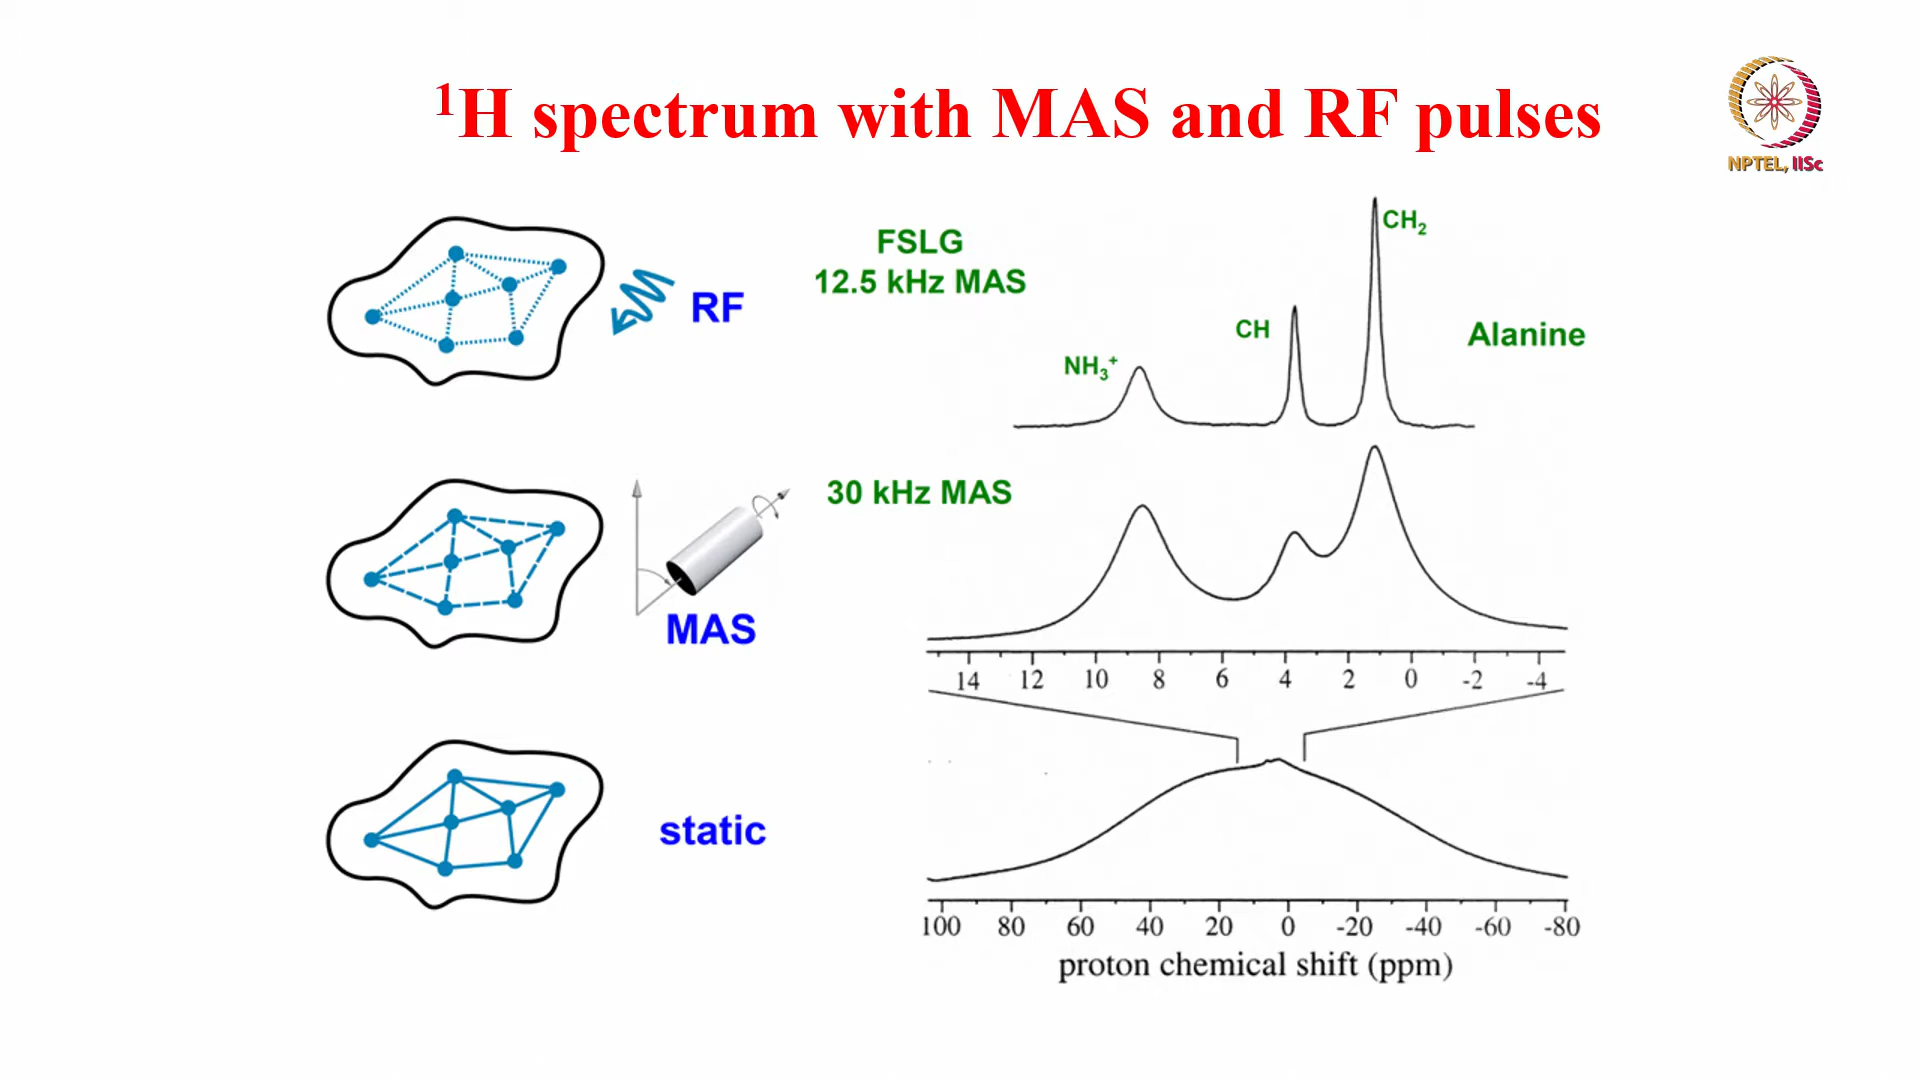 ¹H spectrum with MAS and RF pulses
NPTEL, IISc
FSLG
12.5 kHz MAS
RF
CH₂
CH
NH₃⁺
Alanine
30 kHz MAS
MAS
14 12 10 8 6 4 2 0 -2 -4
static
100 80 60 40 20 0 -20 -40 -60 -80
proton chemical shift (ppm)